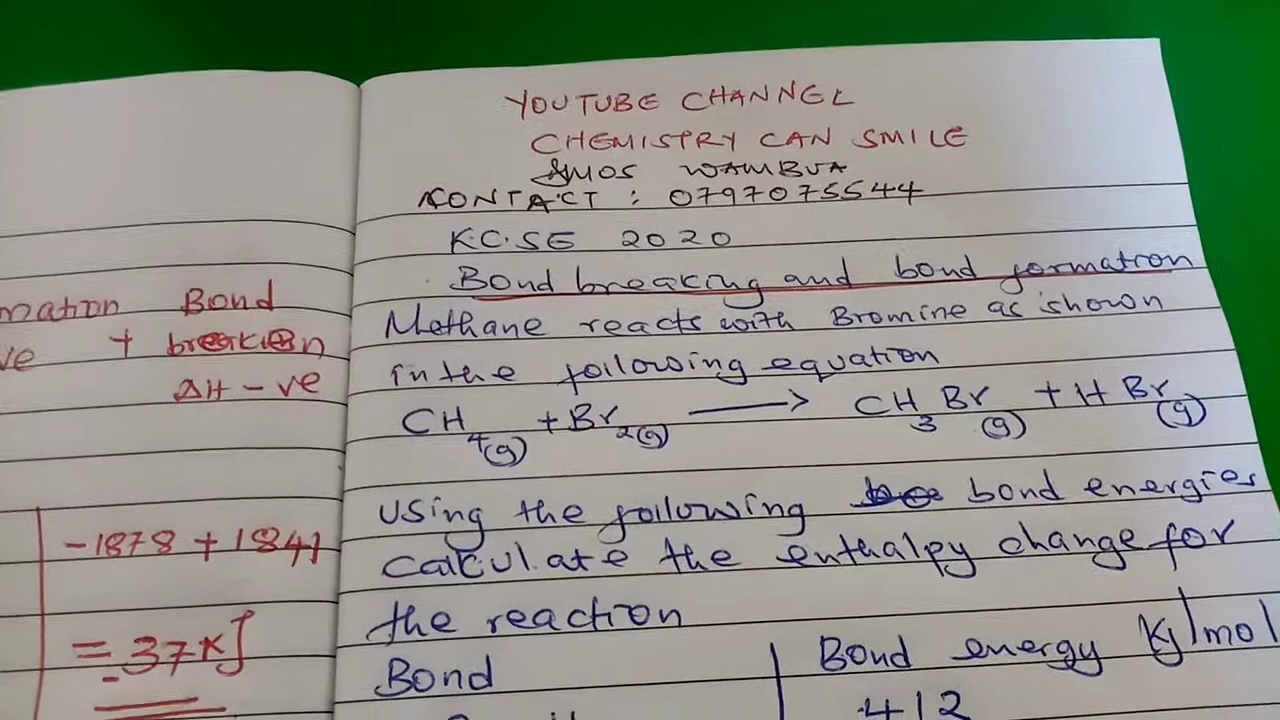 mation Bond
ve + breaking
ΔH -ve
-1878 + 1841
= -37KJ
YOUTUBE CHANNEL
CHEMISTRY CAN SMILE
AMOS WAMBUA
CONTACT : 0797075544
K.C.S.E 2020
Bond breaking and bond formation
Methane reacts with Bromine as shown
in the following equation
CH₄(g) + Br₂(g) → CH₃Br(g) + HBr(g)
Using the following bond energies
calculate the enthalpy change for
the reaction
Bond | Bond energy KJ/mol
412